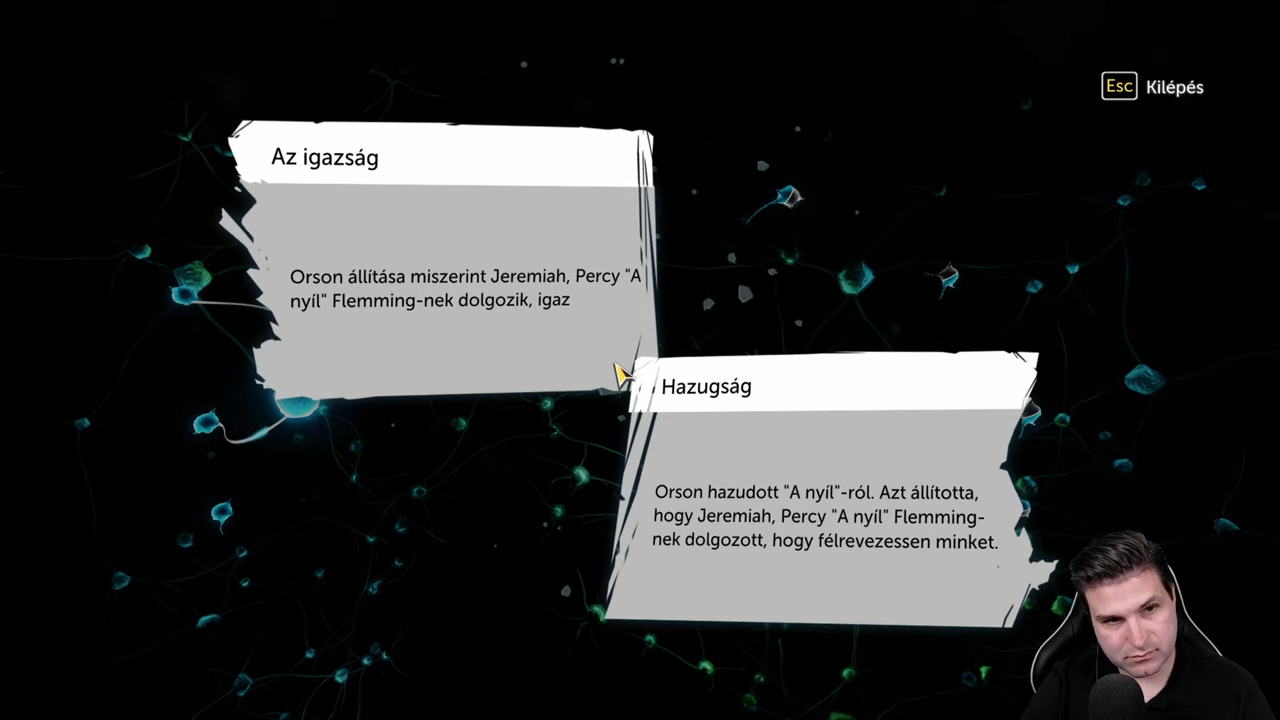 Esc Kilépés
Az igazság
Orson állítása miszerint Jeremiah, Percy "A
nyíl" Flemming-nek dolgozik, igaz
Hazugság
Orson hazudott "A nyíl"-ról. Azt állította,
hogy Jeremiah, Percy "A nyíl" Flemming-
nek dolgozott, hogy félrevezessen minket.